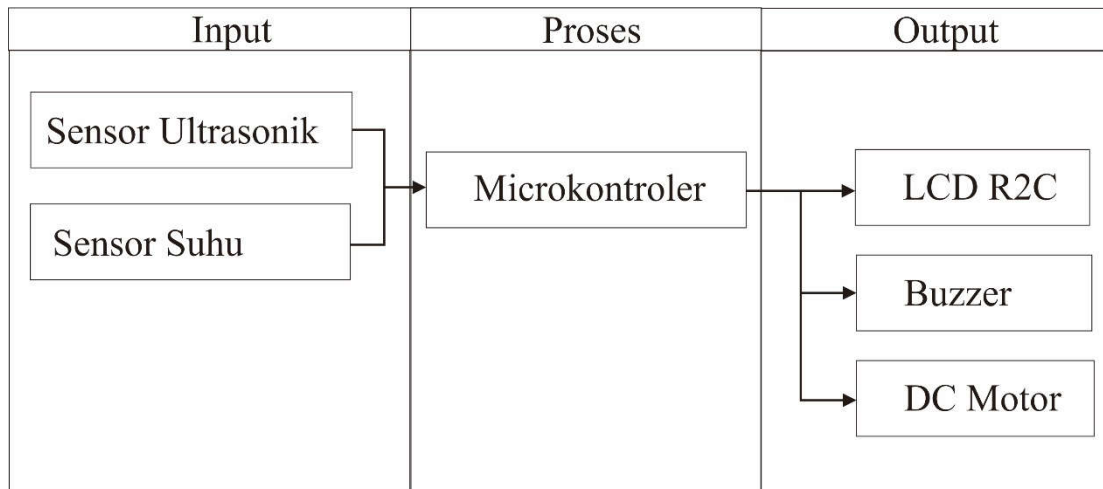 Input
Proses
Output
Sensor Ultrasonik
Sensor Suhu
Microkontroler
LCD R2C
Buzzer
DC Motor